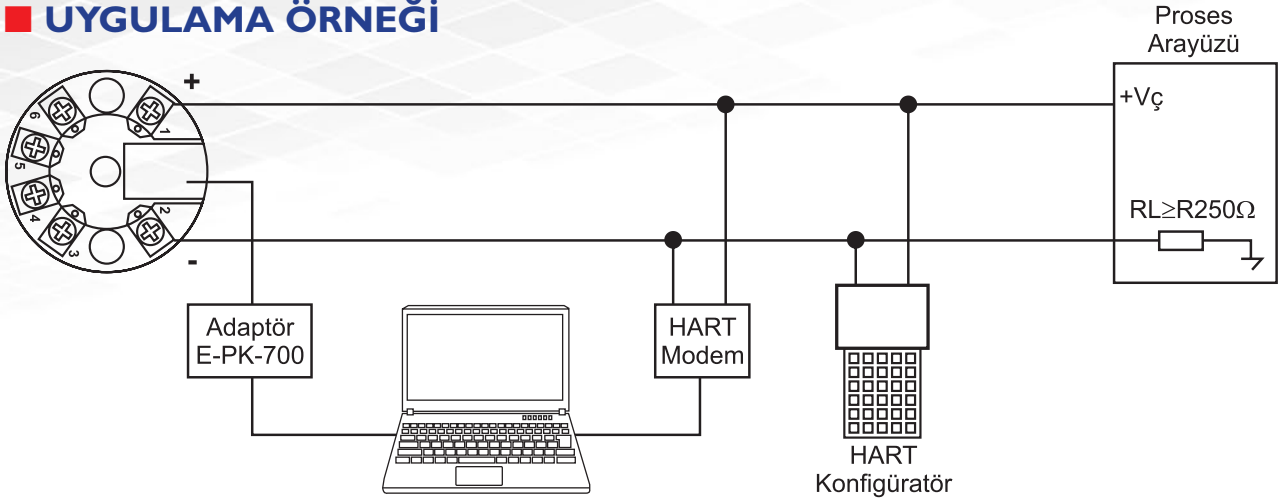 UYGULAMA ÖRNEĞİ
Proses
Arayüzü
+
+Vç
1
6
5
4
3
2
-
RL≥R250Ω
Adaptör
E-PK-700
HART
Modem
HART
Konfigüratör